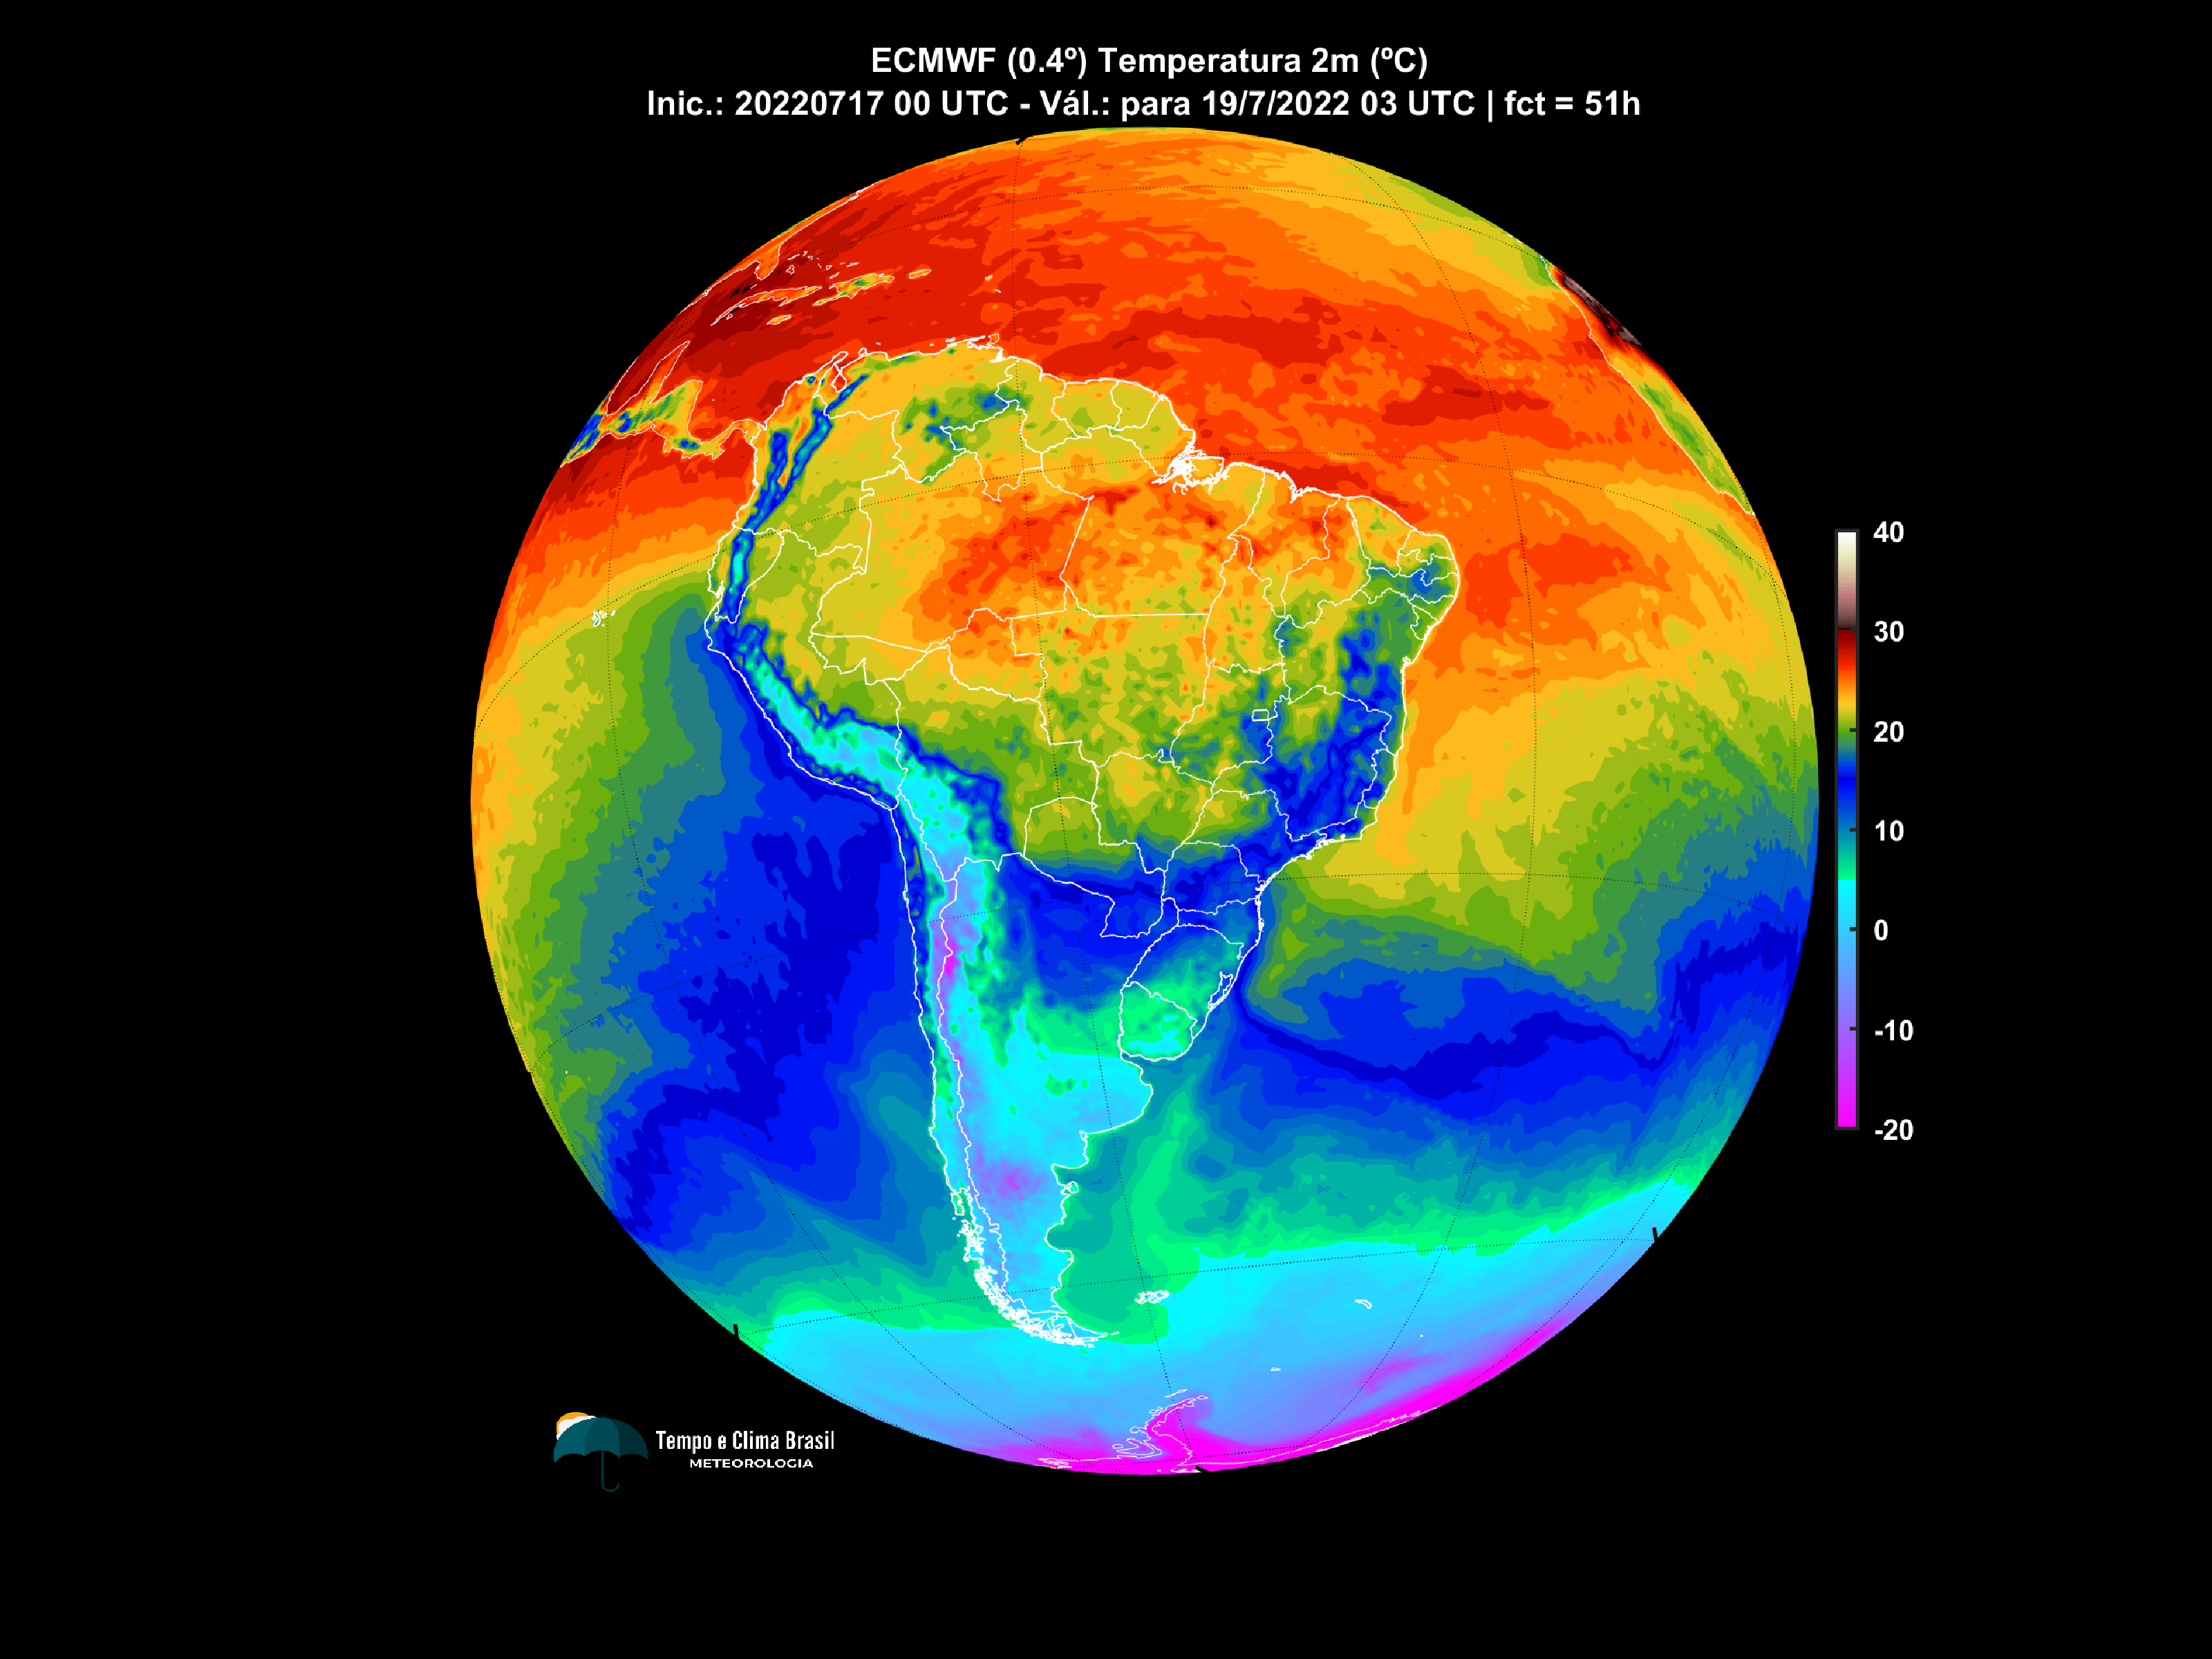 ECMWF (0.4º) Temperatura 2m (ºC)
Inic.: 20220717 00 UTC - Vál.: para 19/7/2022 03 UTC | fct = 51h
40
30
20
10
0
-10
-20
Tempo e Clima Brasil
METEOROLOGIA